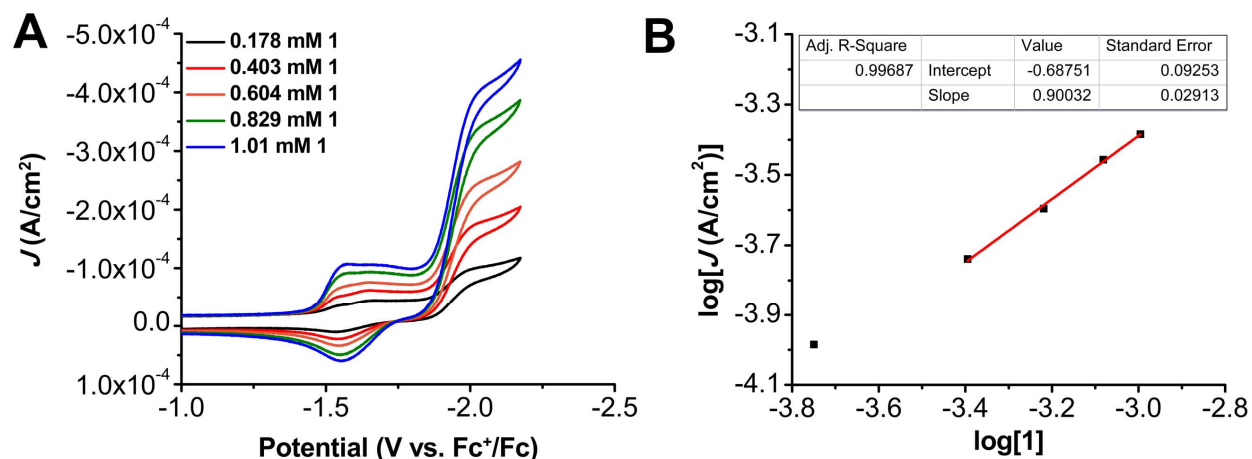 A
-5.0x10⁻⁴
-4.0x10⁻⁴
-3.0x10⁻⁴
-2.0x10⁻⁴
-1.0x10⁻⁴
0.0
1.0x10⁻⁴
J (A/cm²)
0.178 mM 1
0.403 mM 1
0.604 mM 1
0.829 mM 1
1.01 mM 1
-1.0 -1.5 -2.0 -2.5
Potential (V vs. Fc⁺/Fc)
B
-3.1
-3.3
-3.5
-3.7
-3.9
-4.1
log[J (A/cm²)]
Adj. R-Square Value Standard Error
0.99687 Intercept -0.68751 0.09253
Slope 0.90032 0.02913
-3.8 -3.6 -3.4 -3.2 -3.0 -2.8
log[1]